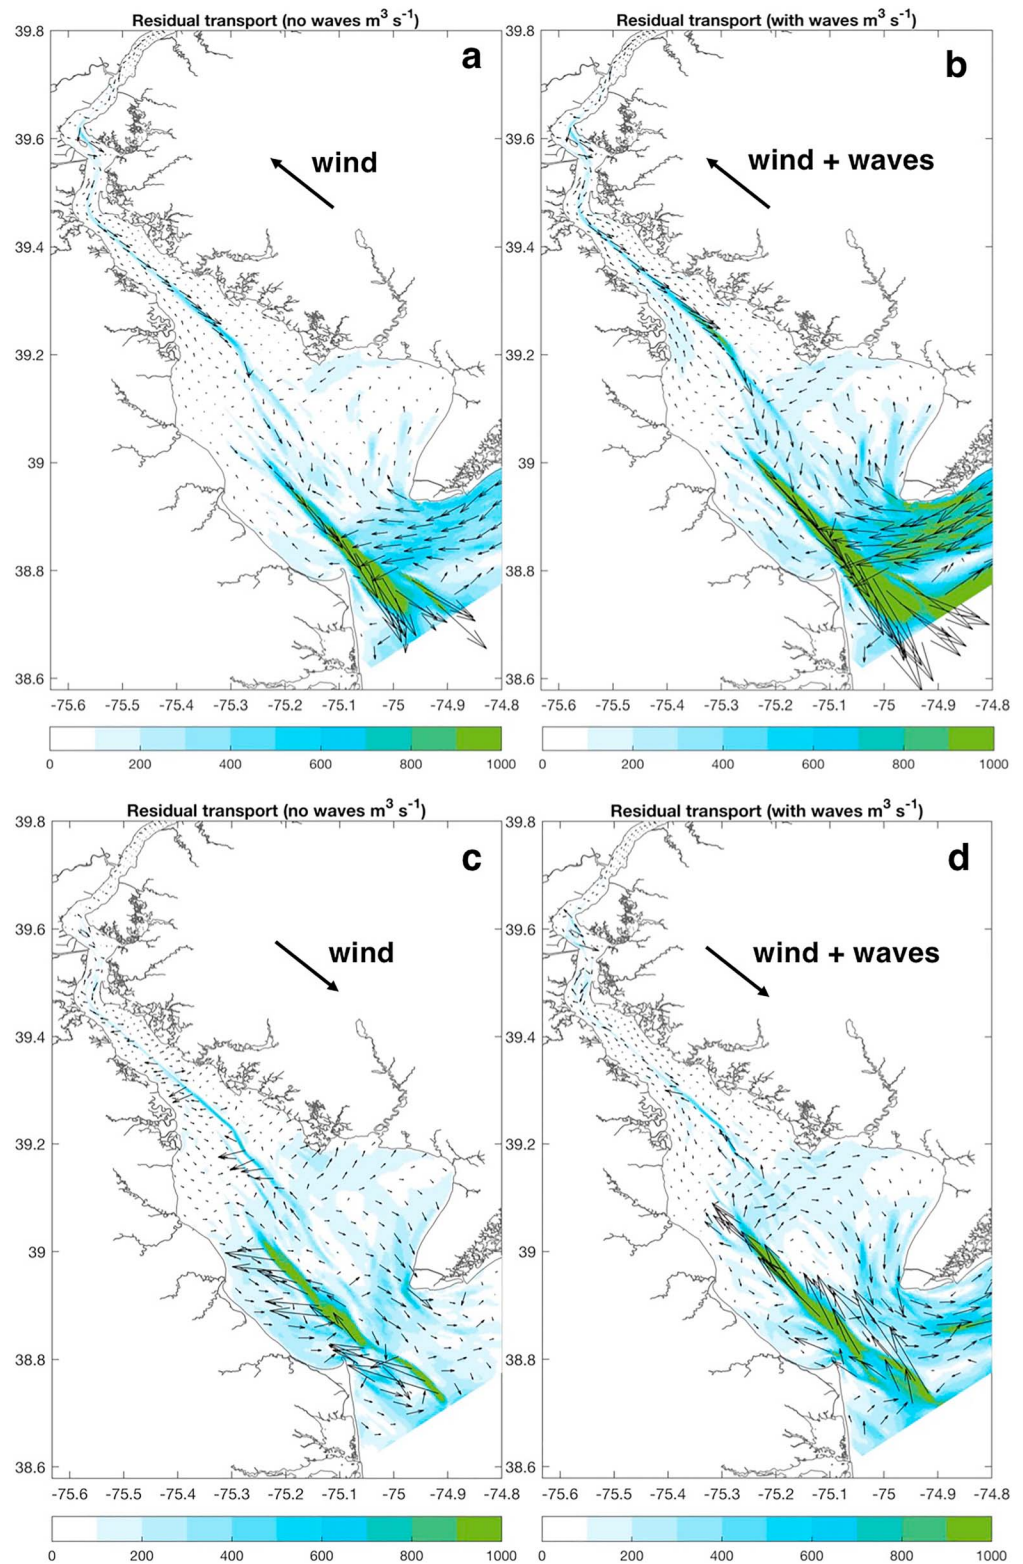 Residual transport (no waves m³ s⁻¹)
Residual transport (with waves m³ s⁻¹)
39.8
39.6
39.4
39.2
39
38.8
38.6
a
wind
-75.6 -75.5 -75.4 -75.3 -75.2 -75.1 -75 -74.9 -74.8
0 200 400 600 800 1000
39.8
39.6
39.4
39.2
39
38.8
38.6
b
wind + waves
-75.6 -75.5 -75.4 -75.3 -75.2 -75.1 -75 -74.9 -74.8
0 200 400 600 800 1000
Residual transport (no waves m³ s⁻¹)
Residual transport (with waves m³ s⁻¹)
39.8
39.6
39.4
39.2
39
38.8
38.6
c
wind
-75.6 -75.5 -75.4 -75.3 -75.2 -75.1 -75 -74.9 -74.8
0 200 400 600 800 1000
39.8
39.6
39.4
39.2
39
38.8
38.6
d
wind + waves
-75.6 -75.5 -75.4 -75.3 -75.2 -75.1 -75 -74.9 -74.8
0 200 400 600 800 1000